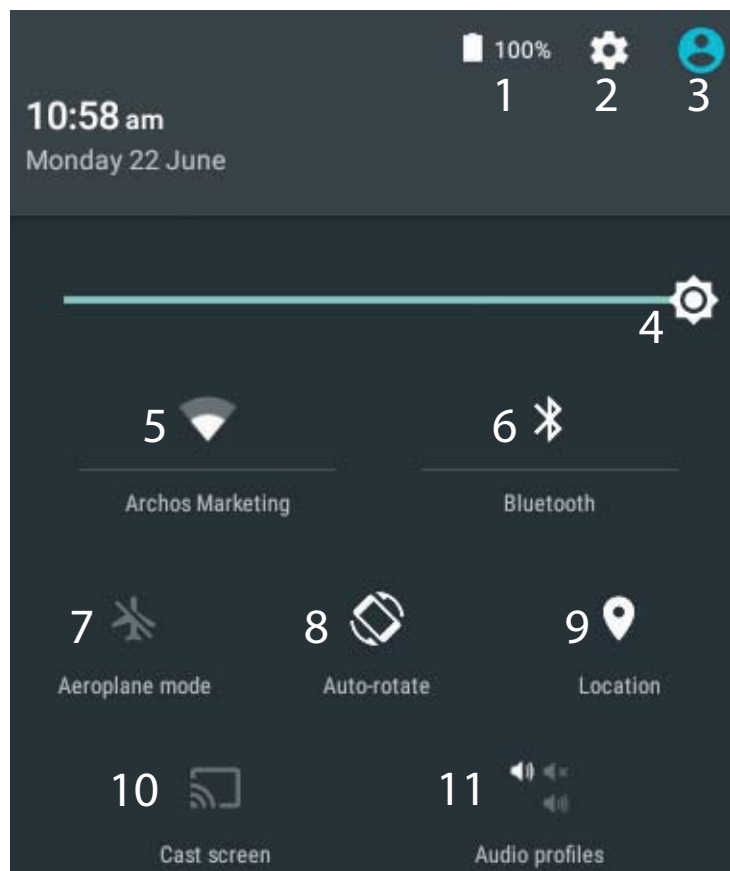 100%
1 2 3
10:58 am
Monday 22 June
4
5 6
Archos Marketing Bluetooth
7 8 9
Aeroplane mode Auto-rotate Location
10 11
Cast screen Audio profiles